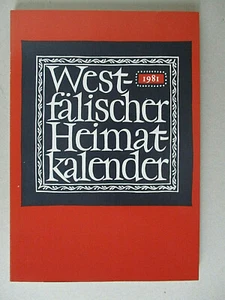 West-
1981
fälischer
Heimat-
kalender